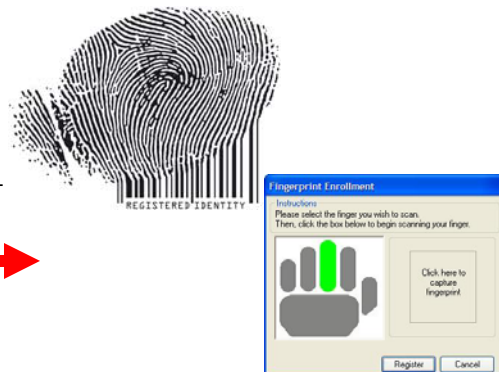 REGISTERED IDENTITY
Fingerprint Enrollment
Instructions
Please select the finger you wish to scan.
Then, click the box below to begin scanning your finger.
Click here to
capture
fingerprint
Register Cancel